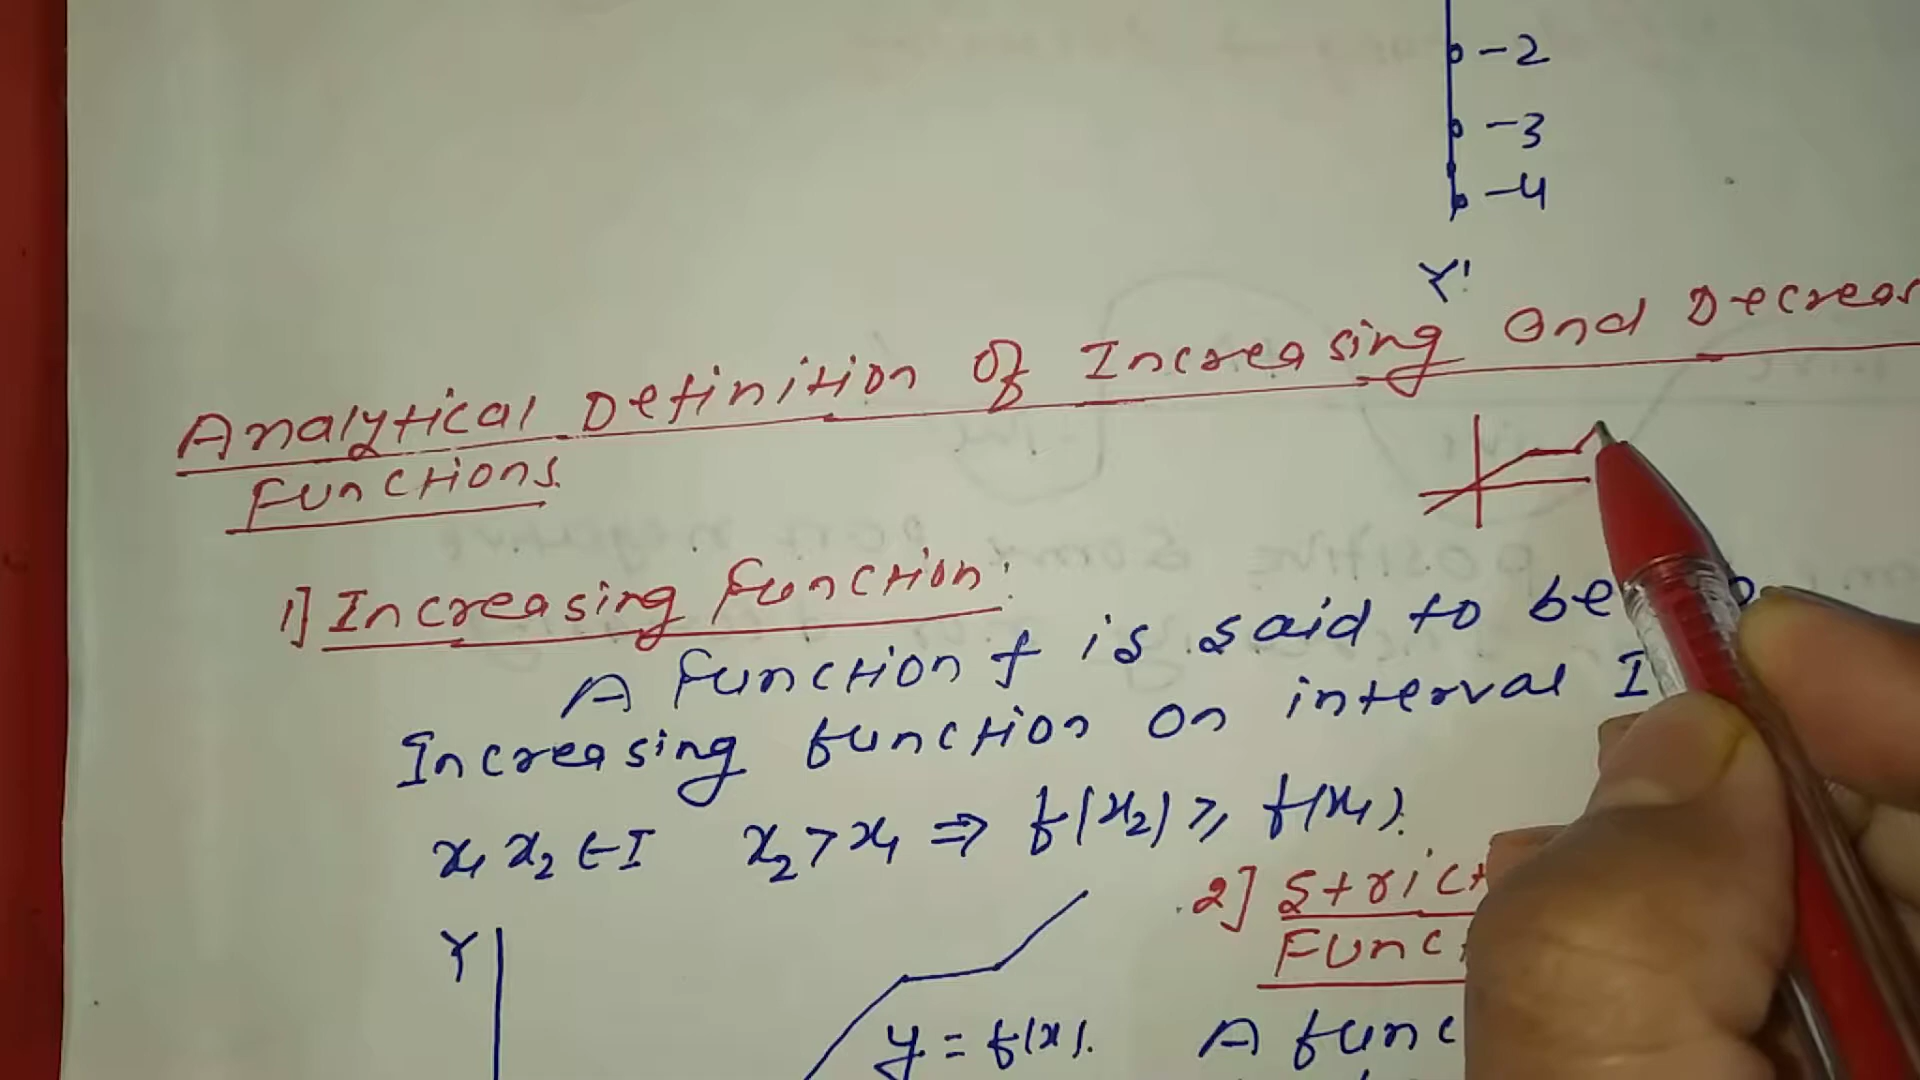 -2
-3
-4
Y'
Analytical Definition Of Increasing And Decreas
Functions.
1] Increasing Function:
A Function f is said to be
Increasing function on interval I
x₁ x₂ ∈ I x₂ > x₁ ⇒ f(x₂) ≥ f(x₁).
2] Strict
Func
Y
y = f(x).
A func